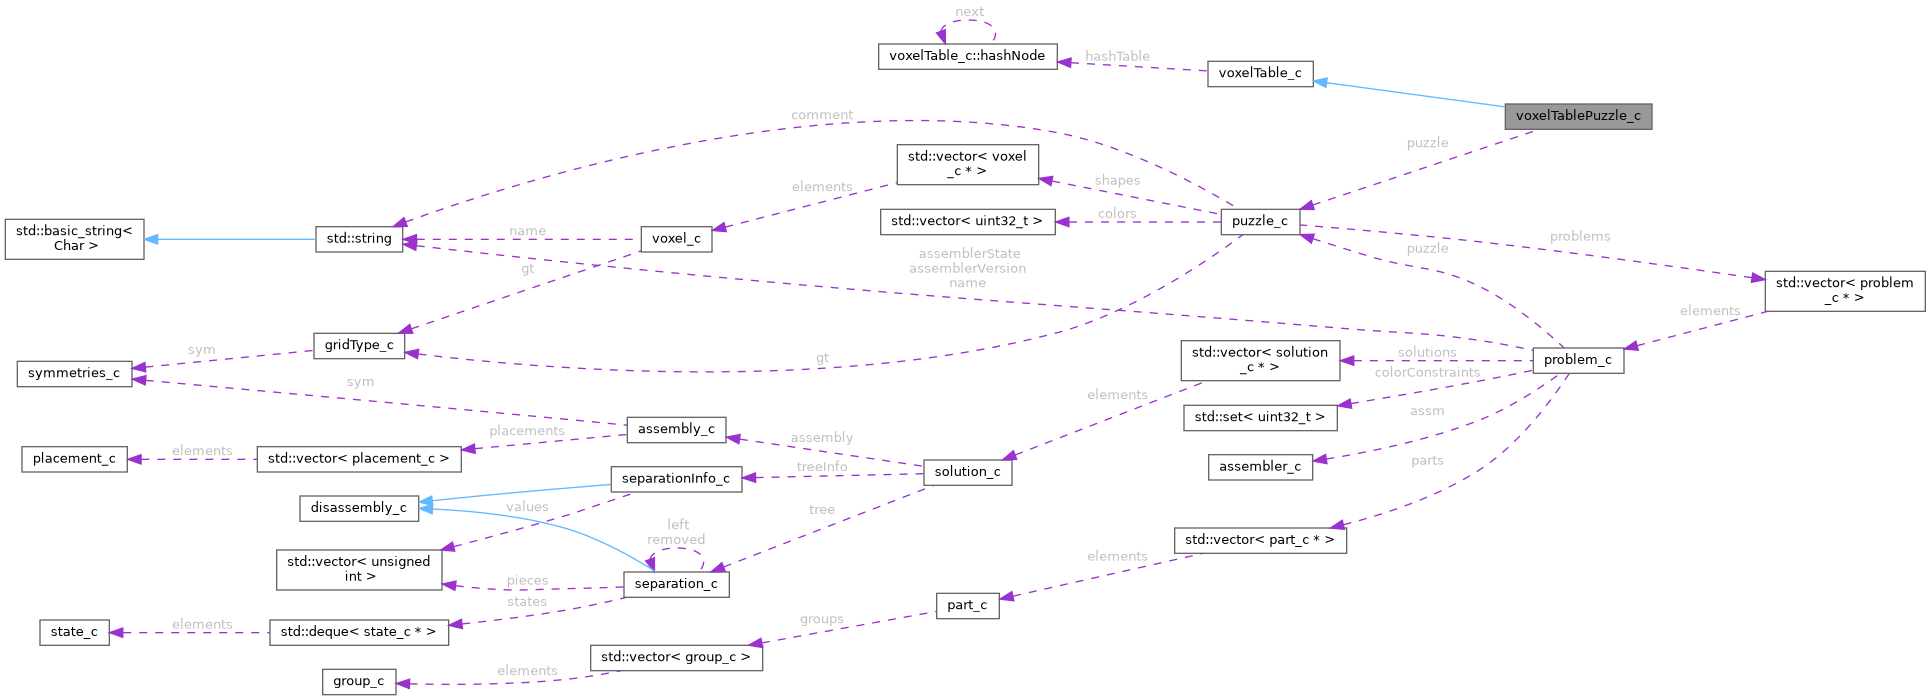 next
voxelTable_c::hashNode
hashTable
voxelTable_c
voxelTablePuzzle_c
comment
puzzle
std::vector< voxel
_c * >
shapes
elements
std::vector< uint32_t >
colors
puzzle_c
std::basic_string<
Char >
std::string
name
voxel_c
gt
assemblerState
assemblerVersion
name
puzzle
problems
std::vector< problem
_c * >
elements
gridType_c
sym
symmetries_c
sym
gt
std::vector< solution
_c * >
solutions
problem_c
colorConstraints
elements
std::set< uint32_t >
assm
assembly_c
placements
assembly
placement_c
elements
std::vector< placement_c >
treeInfo
solution_c
assembler_c
parts
separationInfo_c
disassembly_c
values
tree
left
removed
std::vector< part_c * >
elements
std::vector< unsigned
int >
pieces
separation_c
states
part_c
state_c
elements
std::deque< state_c * >
groups
std::vector< group_c >
elements
group_c